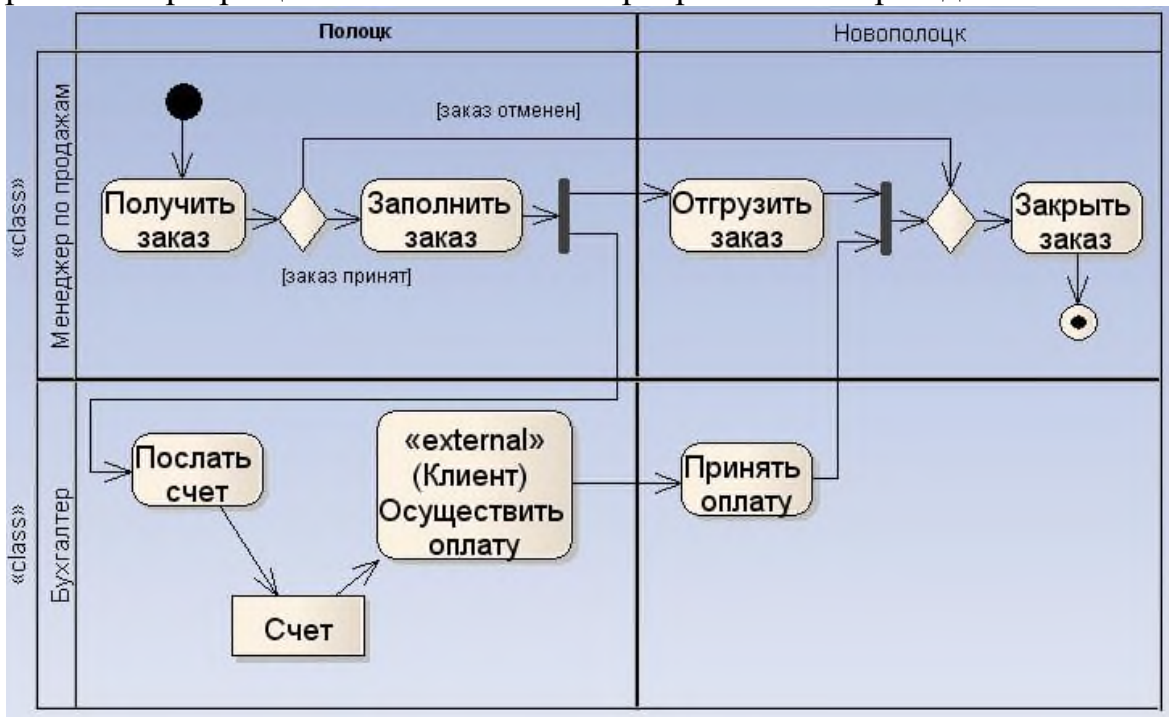 Полоцк
Новополоцк
«class»
Менеджер по продажам
[заказ отменен]
Получить
заказ
Заполнить
заказ
Отгрузить
заказ
Закрыть
заказ
[заказ принят]
«class»
Бухгалтер
Послать
счет
«external»
(Клиент)
Осуществить
оплату
Принять
оплату
Счет